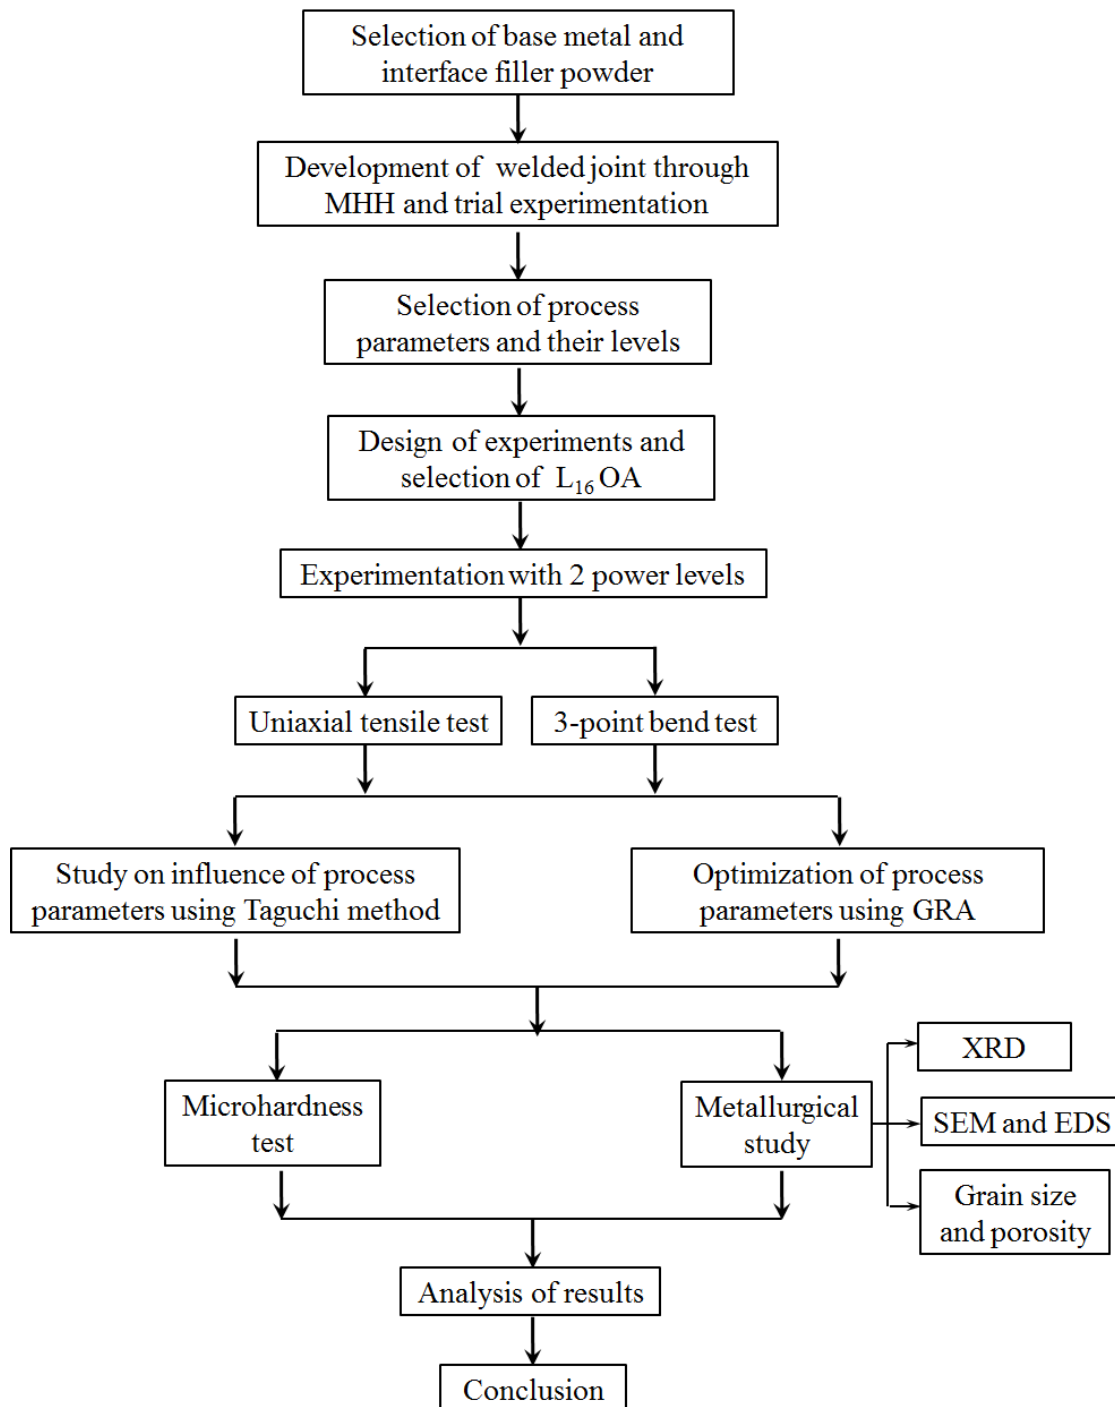 Selection of base metal and
interface filler powder
Development of welded joint through
MHH and trial experimentation
Selection of process
parameters and their levels
Design of experiments and
selection of L₁₆ OA
Experimentation with 2 power levels
Uniaxial tensile test
3-point bend test
Study on influence of process
parameters using Taguchi method
Optimization of process
parameters using GRA
Microhardness
test
Metallurgical
study
XRD
SEM and EDS
Grain size
and porosity
Analysis of results
Conclusion